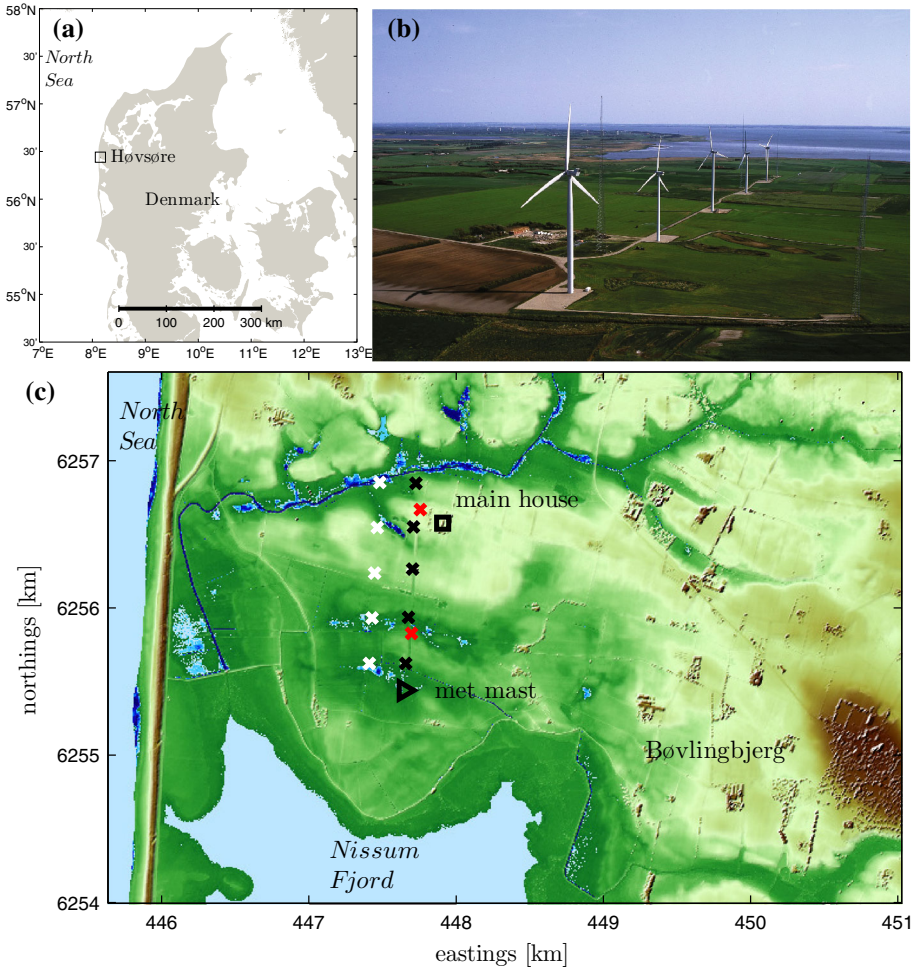 (a)
(b)
58°N
North
Sea
30'
57°N
30'
Høvsøre
Denmark
56°N
30'
55°N
0 100 200 300 km
30'
7°E 8°E 9°E 10°E 11°E 12°E 13°E
(c)
North
Sea
6257
main house
6256
met mast
Bøvlingbjerg
6255
Nissum
Fjord
6254
446 447 448 449 450 451
northings [km]
eastings [km]